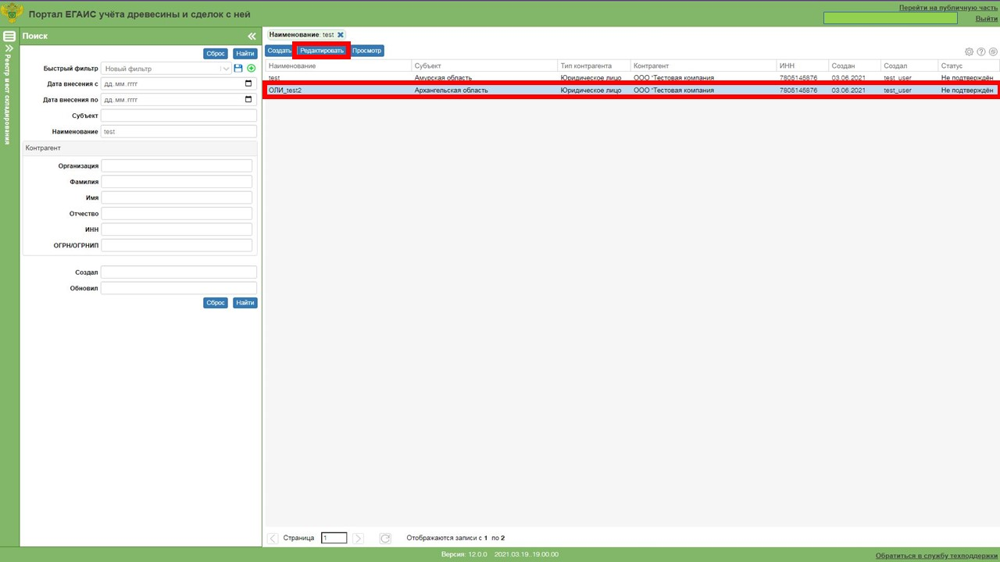 Портал ЕГАИС учёта древесины и сделок с ней
Перейти на публичную часть
Выйти
Реестр мест складирования
Поиск
Сброс Найти
Быстрый фильтр Новый фильтр
Дата внесения с дд.мм.гггг
Дата внесения по дд.мм.гггг
Субъект
Наименование test
Контрагент
Организация
Фамилия
Имя
Отчество
ИНН
ОГРН/ОГРНИП
Создал
Обновил
Сброс Найти
Наименование: test
Создать Редактировать Просмотр
Наименование Субъект Тип контрагента Контрагент ИНН Создан Создал Статус
test Амурская область Юридическое лицо ООО "Тестовая компания 7805145876 03.06.2021 test_user Не подтверждён
ОЛИ_test2 Архангельская область Юридическое лицо ООО "Тестовая компания 7805145876 03.06.2021 test_user Не подтверждён
Страница 1 Отображаются записи с 1 по 2
Версия: 12.0.0 2021.03.19..19.00.00
Обратиться в службу техподдержки